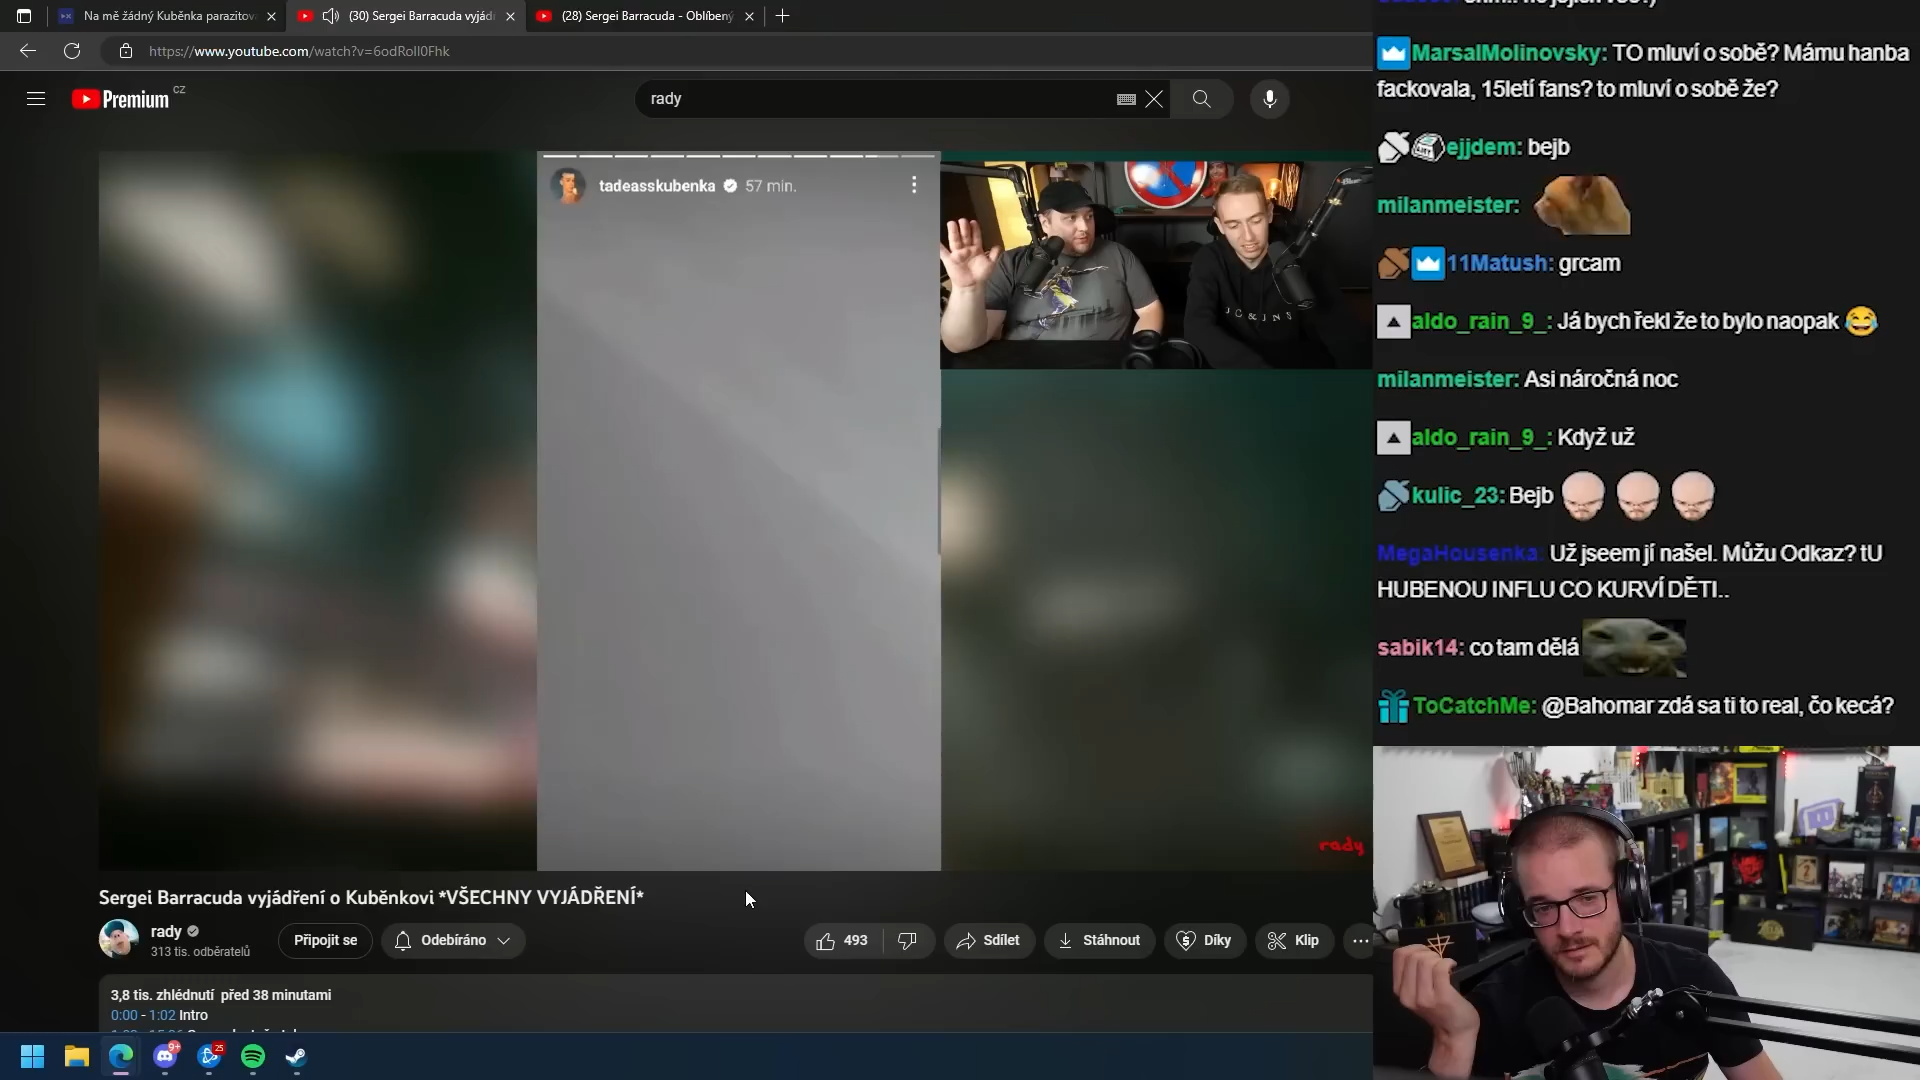 Na mě žádný Kuběnka parazitova
(30) Sergei Barracuda vyjádř
(28) Sergei Barracuda - Oblíbený
https://www.youtube.com/watch?v=6odRoll0Fhk
Premium CZ
rady
tadeasskubenka 57 min.
rady
Sergei Barracuda vyjádření o Kuběnkovi *VŠECHNY VYJÁDŘENÍ*
rady
313 tis. odběratelů
Připojit se
Odebíráno
493
Sdílet
Stáhnout
Díky
Klip
3,8 tis. zhlédnutí před 38 minutami
0:00 - 1:02 Intro
9+
25
MarsalMolinovsky: TO mluví o sobě? Mámu hanba
fackovala, 15letí fans? to mluví o sobě že?
ejjdem: bejb
milanmeister:
11Matush: grcam
aldo_rain_9_: Já bych řekl že to bylo naopak 😂
milanmeister: Asi náročná noc
aldo_rain_9_: Když už
kulic_23: Bejb
MegaHousenka: Už jseem jí našel. Můžu Odkaz? tU
HUBENOU INFLU CO KURVÍ DĚTI..
sabik14: co tam dělá
ToCatchMe: @Bahomar zdá sa ti to real, čo kecá?